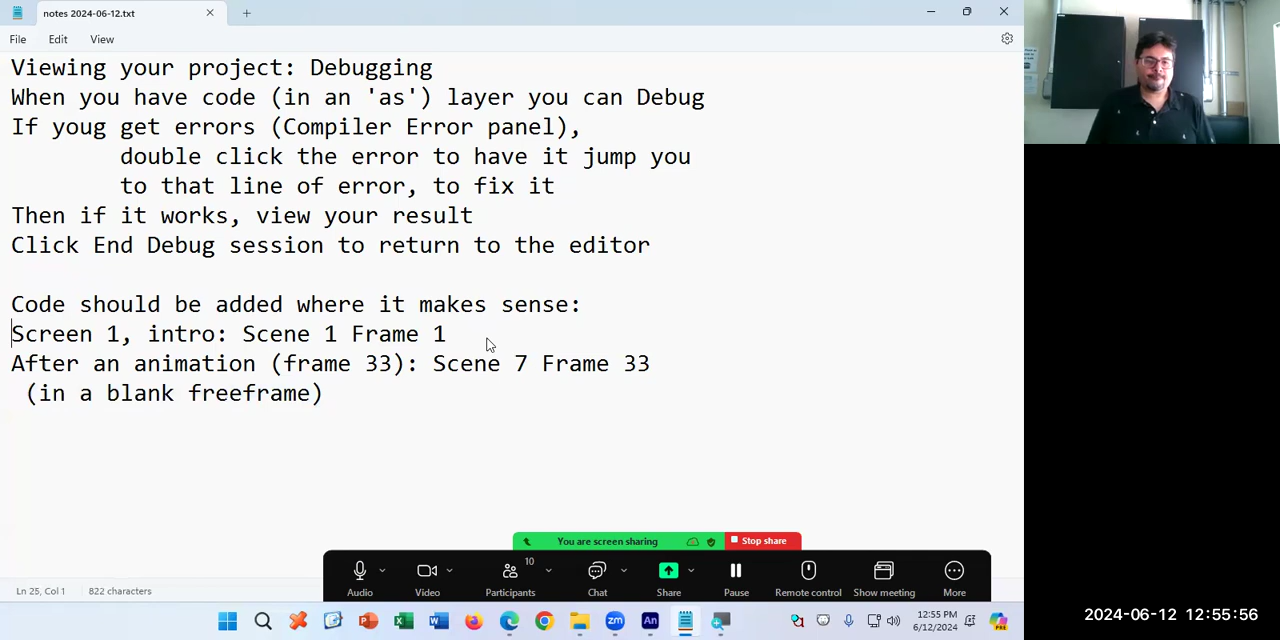 notes 2024-06-12.txt
File Edit View
Viewing your project: Debugging
When you have code (in an 'as') layer you can Debug
If youg get errors (Compiler Error panel),
double click the error to have it jump you
to that line of error, to fix it
Then if it works, view your result
Click End Debug session to return to the editor
Code should be added where it makes sense:
Screen 1, intro: Scene 1 Frame 1
After an animation (frame 33): Scene 7 Frame 33
(in a blank freeframe)
You are screen sharing Stop share
10
Audio Video Participants Chat Share Pause Remote control Show meeting More
Ln 25, Col 1 822 characters
zm An
12:55 PM
6/12/2024
PRE
2024-06-12 12:55:56